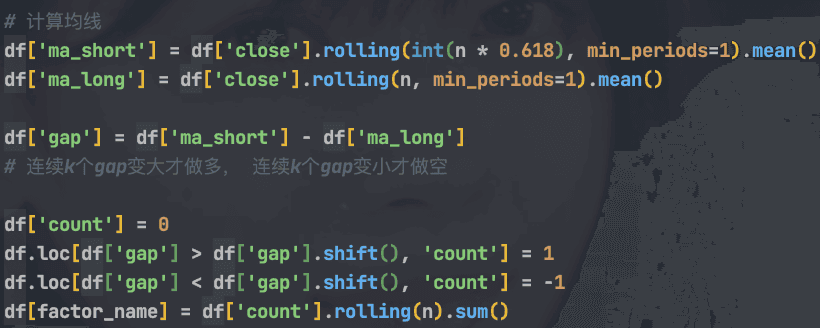 # 计算均线
df['ma_short'] = df['close'].rolling(int(n * 0.618), min_periods=1).mean()
df['ma_long'] = df['close'].rolling(n, min_periods=1).mean()
df['gap'] = df['ma_short'] - df['ma_long']
# 连续k个gap变大才做多， 连续k个gap变小才做空
df['count'] = 0
df.loc[df['gap'] > df['gap'].shift(), 'count'] = 1
df.loc[df['gap'] < df['gap'].shift(), 'count'] = -1
df[factor_name] = df['count'].rolling(n).sum()